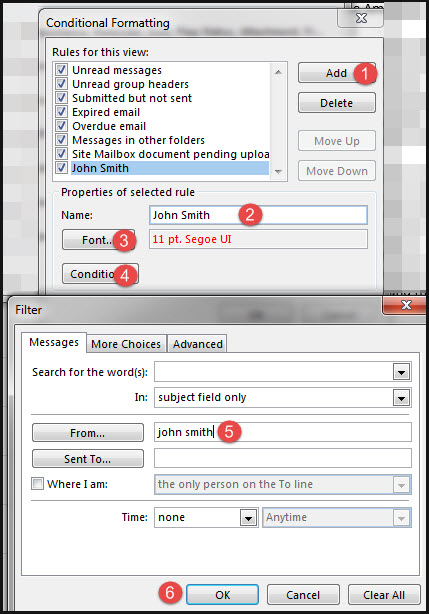 Conditional Formatting
Rules for this view:
Unread messages
Add 1
Unread group headers
Submitted but not sent
Delete
Expired email
Overdue email
Messages in other folders
Move Up
Site Mailbox document pending uploa
John Smith
Move Down
Properties of selected rule
Name: John Smith 2
Font... 3 11 pt. Segoe UI
Conditio 4
Filter
Messages More Choices Advanced
Search for the word(s):
In: subject field only
From... john smith 5
Sent To...
Where I am: the only person on the To line
Time: none Anytime
6 OK Cancel Clear All